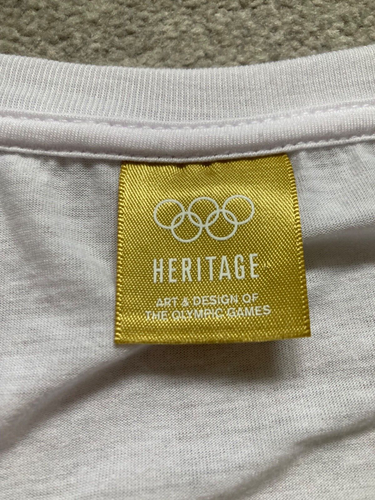 HERITAGE
ART & DESIGN OF
THE OLYMPIC GAMES